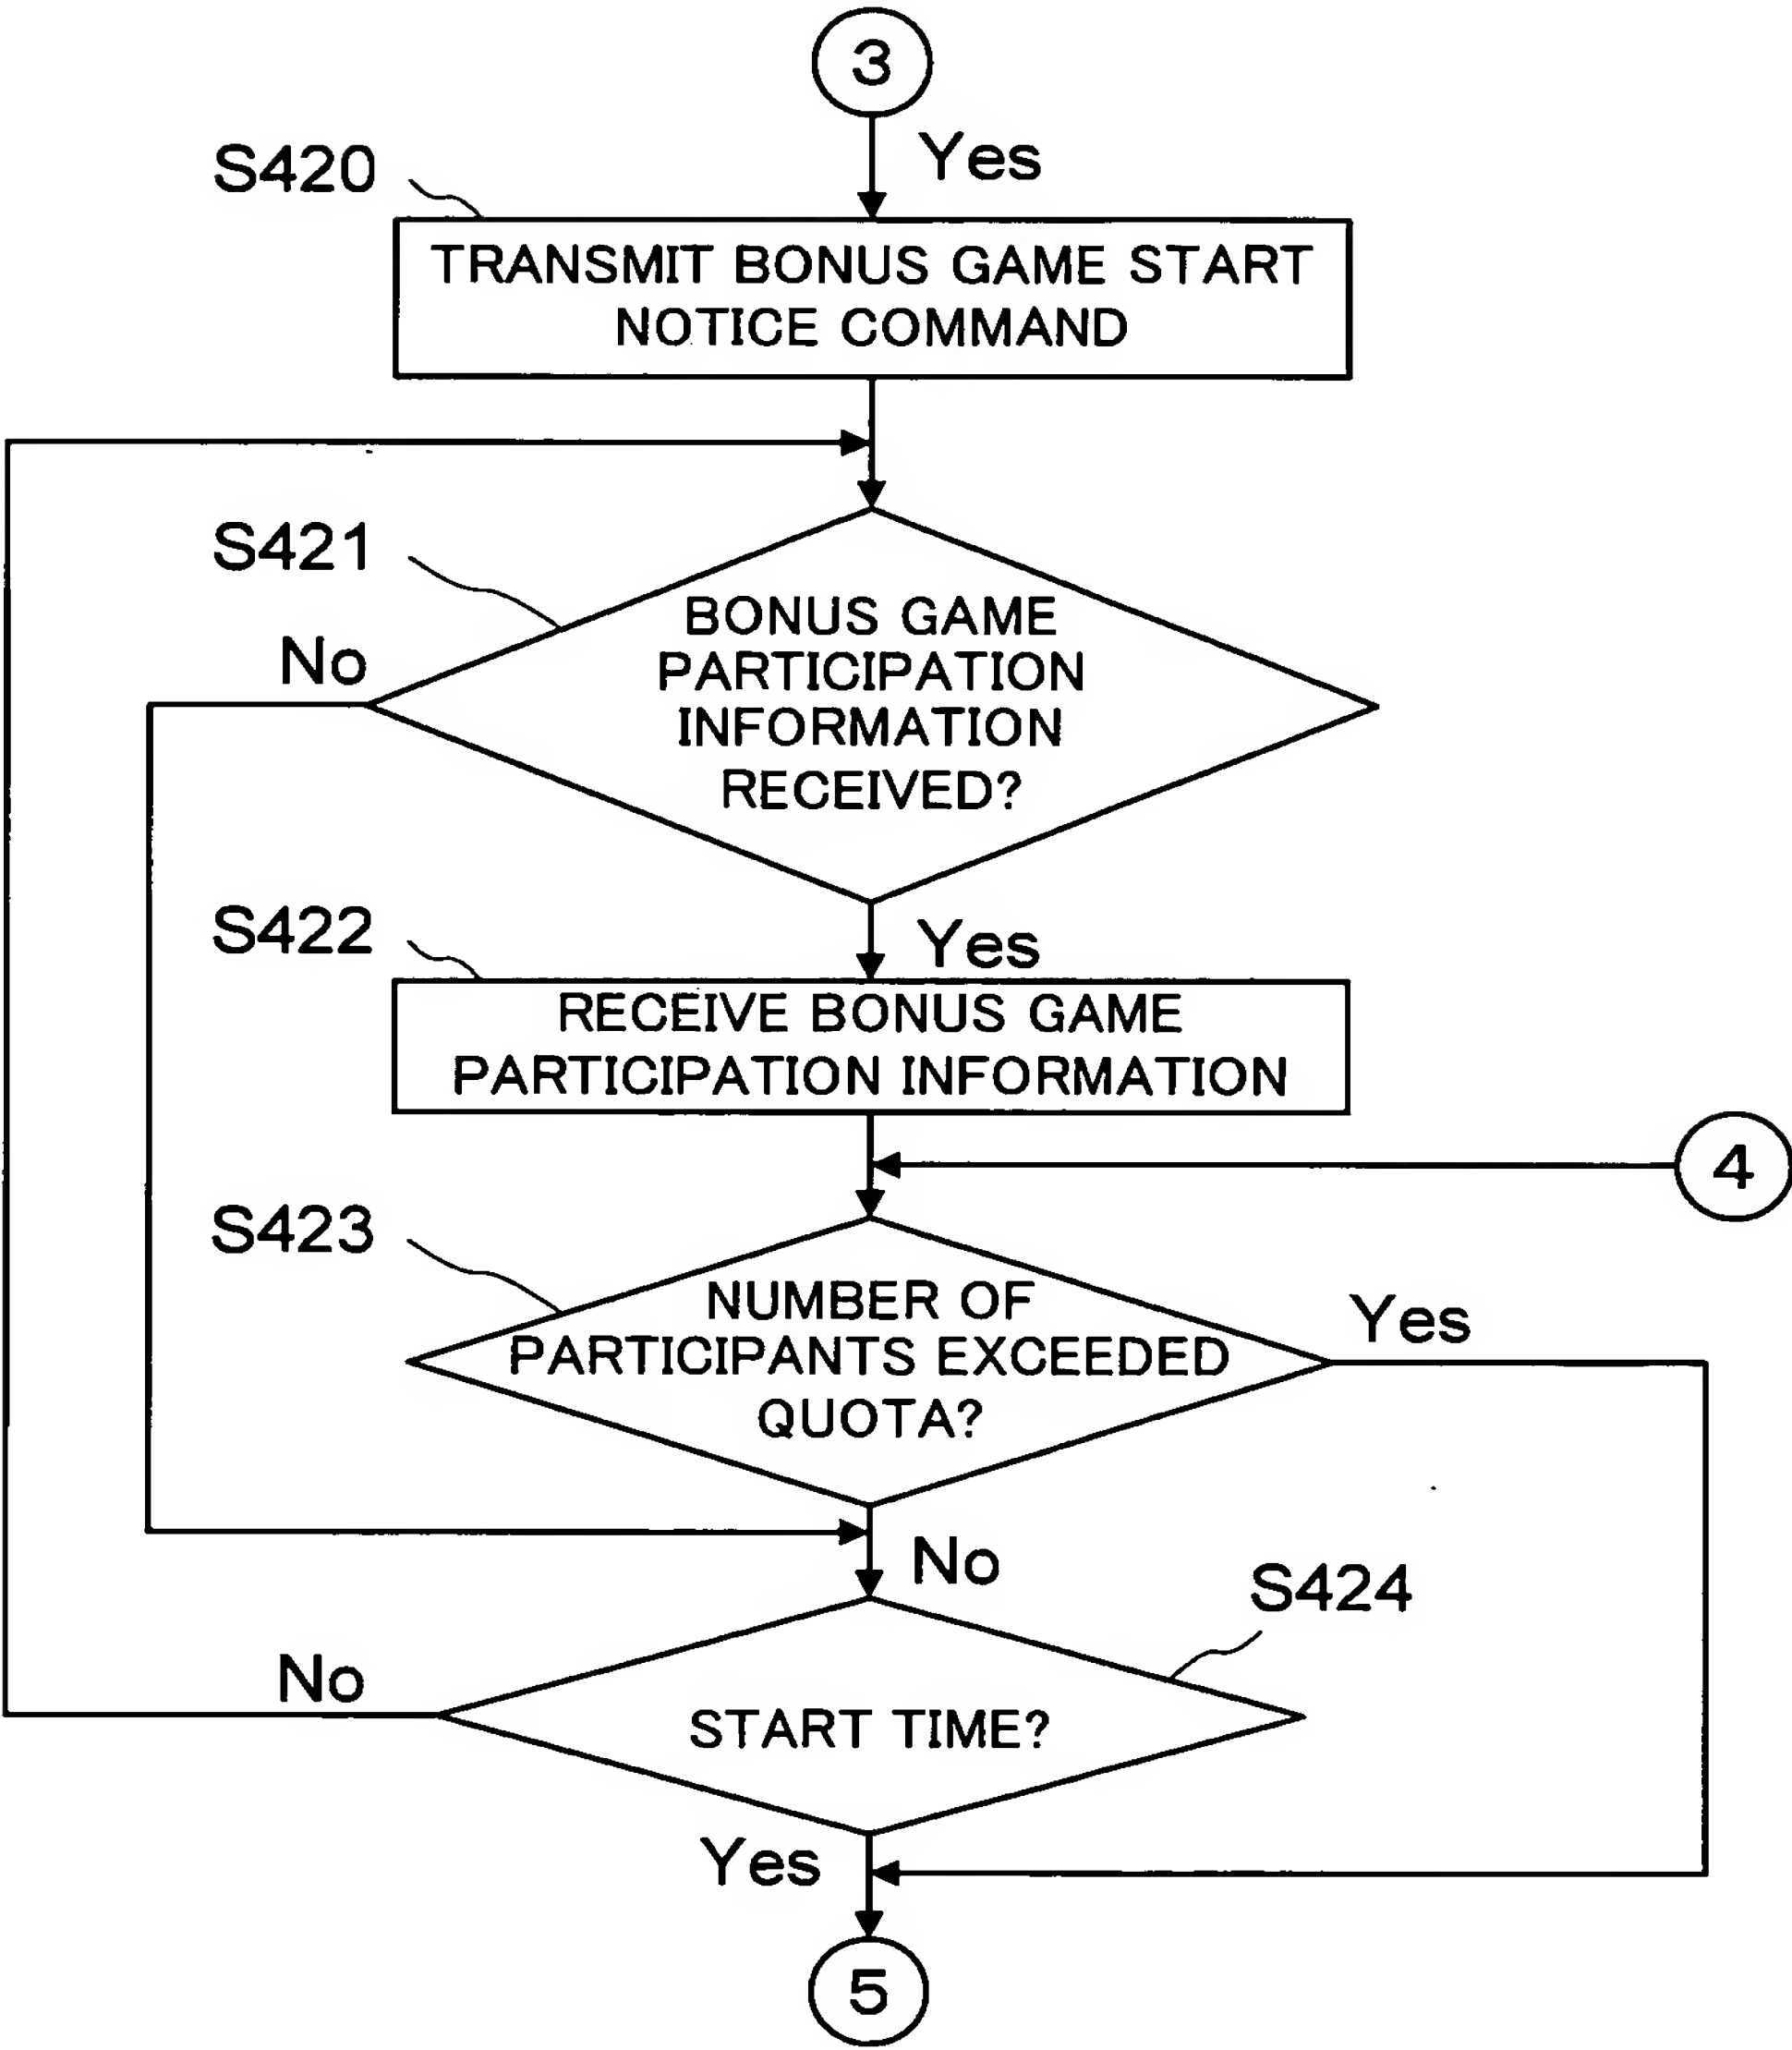 3
Yes
S420
TRANSMIT BONUS GAME START
NOTICE COMMAND
S421
No
BONUS GAME
PARTICIPATION
INFORMATION
RECEIVED?
S422
Yes
RECEIVE BONUS GAME
PARTICIPATION INFORMATION
4
S423
NUMBER OF
PARTICIPANTS EXCEEDED
QUOTA?
Yes
No
S424
No
START TIME?
Yes
5